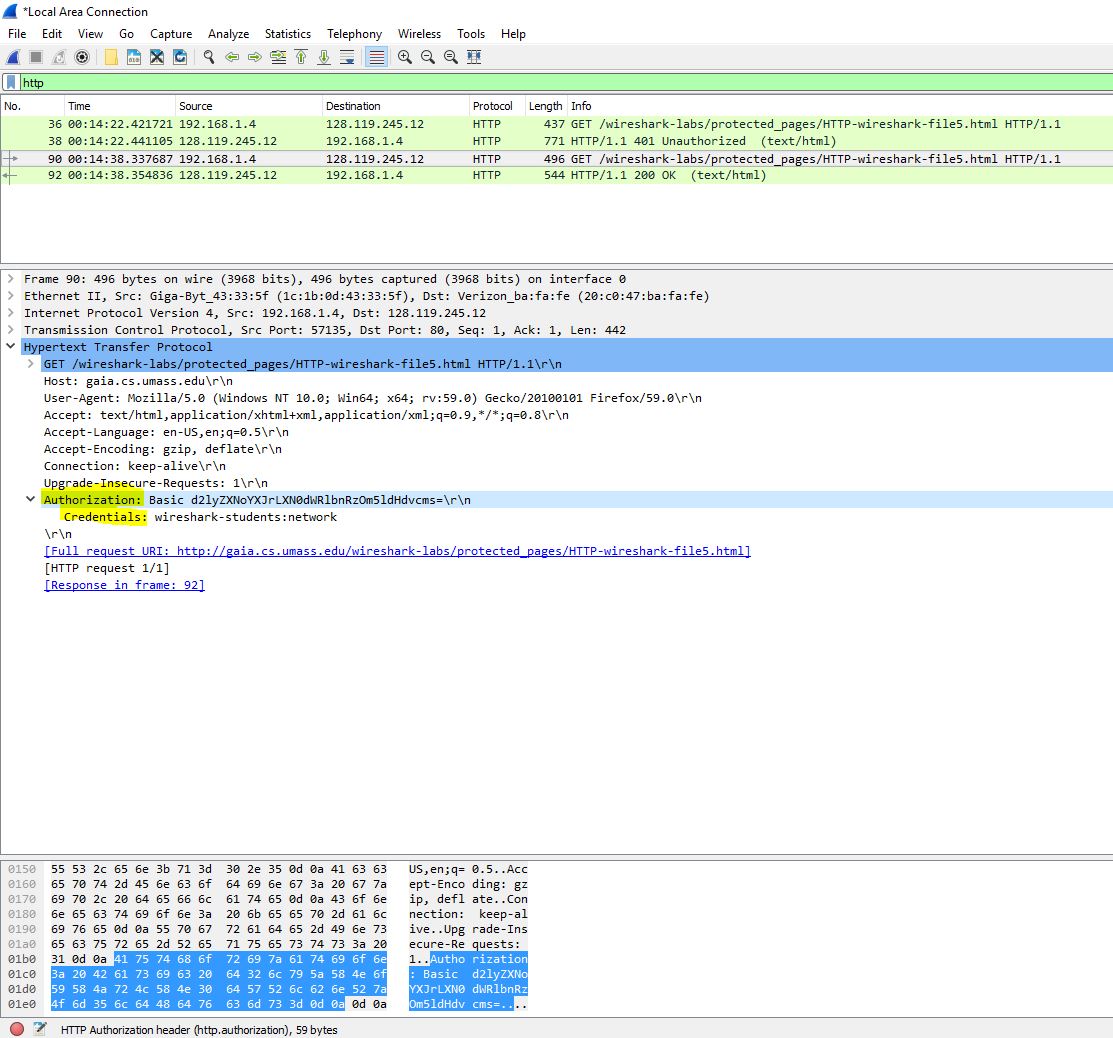 *Local Area Connection
File Edit View Go Capture Analyze Statistics Telephony Wireless Tools Help
http
No. Time Source Destination Protocol Length Info
36 00:14:22.421721 192.168.1.4 128.119.245.12 HTTP 437 GET /wireshark-labs/protected_pages/HTTP-wireshark-file5.html HTTP/1.1
38 00:14:22.441105 128.119.245.12 192.168.1.4 HTTP 771 HTTP/1.1 401 Unauthorized (text/html)
90 00:14:38.337687 192.168.1.4 128.119.245.12 HTTP 496 GET /wireshark-labs/protected_pages/HTTP-wireshark-file5.html HTTP/1.1
92 00:14:38.354836 128.119.245.12 192.168.1.4 HTTP 544 HTTP/1.1 200 OK (text/html)
Frame 90: 496 bytes on wire (3968 bits), 496 bytes captured (3968 bits) on interface 0
Ethernet II, Src: Giga-Byt_43:33:5f (1c:1b:0d:43:33:5f), Dst: Verizon_ba:fa:fe (20:c0:47:ba:fa:fe)
Internet Protocol Version 4, Src: 192.168.1.4, Dst: 128.119.245.12
Transmission Control Protocol, Src Port: 57135, Dst Port: 80, Seq: 1, Ack: 1, Len: 442
Hypertext Transfer Protocol
GET /wireshark-labs/protected_pages/HTTP-wireshark-file5.html HTTP/1.1\r\n
Host: gaia.cs.umass.edu\r\n
User-Agent: Mozilla/5.0 (Windows NT 10.0; Win64; x64; rv:59.0) Gecko/20100101 Firefox/59.0\r\n
Accept: text/html,application/xhtml+xml,application/xml;q=0.9,*/*;q=0.8\r\n
Accept-Language: en-US,en;q=0.5\r\n
Accept-Encoding: gzip, deflate\r\n
Connection: keep-alive\r\n
Upgrade-Insecure-Requests: 1\r\n
Authorization: Basic d2lyZXNoYXJrLXN0dWRlbnRzOm5ldHdvcms=\r\n
Credentials: wireshark-students:network
\r\n
[Full request URI: http://gaia.cs.umass.edu/wireshark-labs/protected_pages/HTTP-wireshark-file5.html]
[HTTP request 1/1]
[Response in frame: 92]
0150 55 53 2c 65 6e 3b 71 3d 30 2e 35 0d 0a 41 63 63 US,en;q= 0.5..Acc
0160 65 70 74 2d 45 6e 63 6f 64 69 6e 67 3a 20 67 7a ept-Enco ding: gz
0170 69 70 2c 20 64 65 66 6c 61 74 65 0d 0a 43 6f 6e ip, defl ate..Con
0180 6e 65 63 74 69 6f 6e 3a 20 6b 65 65 70 2d 61 6c nection: keep-al
0190 69 76 65 0d 0a 55 70 67 72 61 64 65 2d 49 6e 73 ive..Upg rade-Ins
01a0 65 63 75 72 65 2d 52 65 71 75 65 73 74 73 3a 20 ecure-Re quests:
01b0 31 0d 0a 41 75 74 68 6f 72 69 7a 61 74 69 6f 6e 1..Autho rization
01c0 3a 20 42 61 73 69 63 20 64 32 6c 79 5a 58 4e 6f : Basic d2lyZXNo
01d0 59 58 4a 72 4c 58 4e 30 64 57 52 6c 62 6e 52 7a YXJrLXN0 dWRlbnRz
01e0 4f 6d 35 6c 64 48 64 76 63 6d 73 3d 0d 0a 0d 0a Om5ldHdv cms=....
HTTP Authorization header (http.authorization), 59 bytes